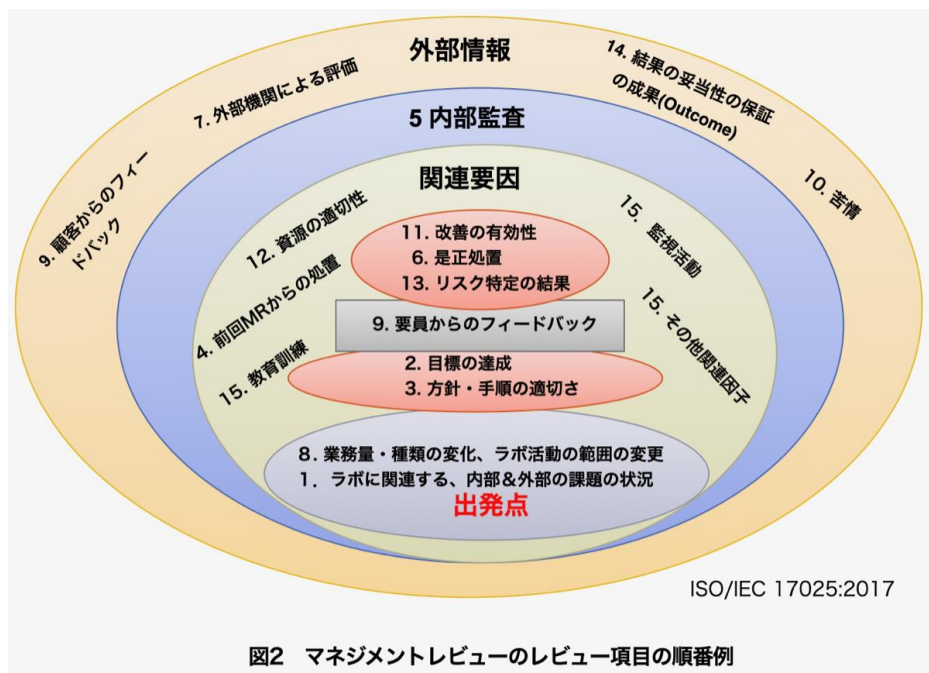 外部情報
7. 外部機関による評価
14. 結果の妥当性の保証
の成果(Outcome)
9. 顧客からのフィー
ドバック
10. 苦情
5 内部監査
関連要因
12. 資源の適切性
4. 前回MRからの処置
15. 教育訓練
15. 監視活動
15. その他関連因子
11. 改善の有効性
6. 是正処置
13. リスク特定の結果
9. 要員からのフィードバック
2. 目標の達成
3. 方針・手順の適切さ
8. 業務量・種類の変化、ラボ活動の範囲の変更
1. ラボに関連する、内部&外部の課題の状況
出発点
ISO/IEC 17025:2017
図2 マネジメントレビューのレビュー項目の順番例